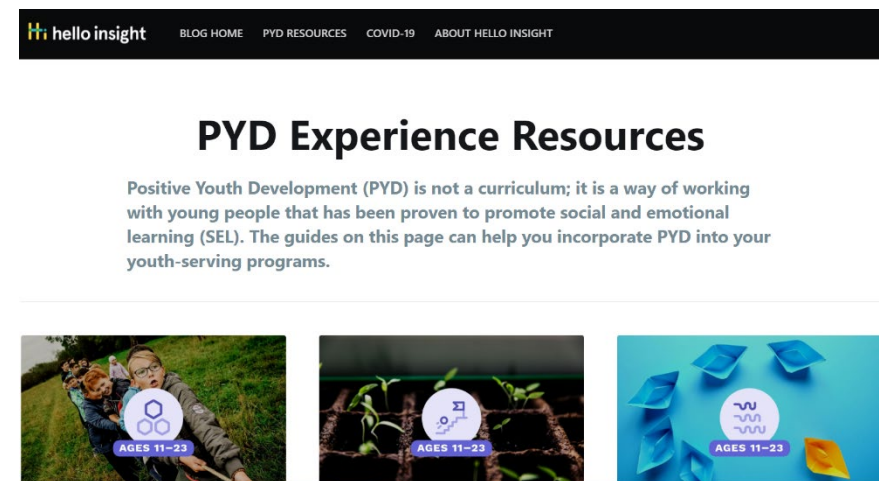 hello insight BLOG HOME PYD RESOURCES COVID-19 ABOUT HELLO INSIGHT
PYD Experience Resources
Positive Youth Development (PYD) is not a curriculum; it is a way of working
with young people that has been proven to promote social and emotional
learning (SEL). The guides on this page can help you incorporate PYD into your
youth-serving programs.
AGES 11–23 AGES 11–23 AGES 11–23